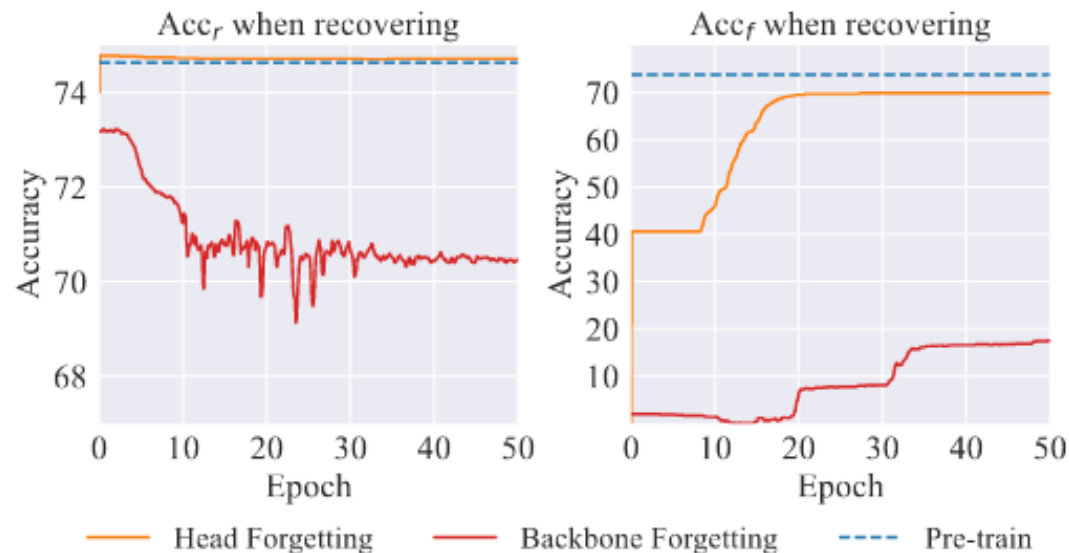 Acc_r when recovering
Accuracy
74
72
70
68
0 10 20 30 40 50
Epoch
Acc_f when recovering
Accuracy
70
60
50
40
30
20
10
0 10 20 30 40 50
Epoch
Head Forgetting Backbone Forgetting Pre-train